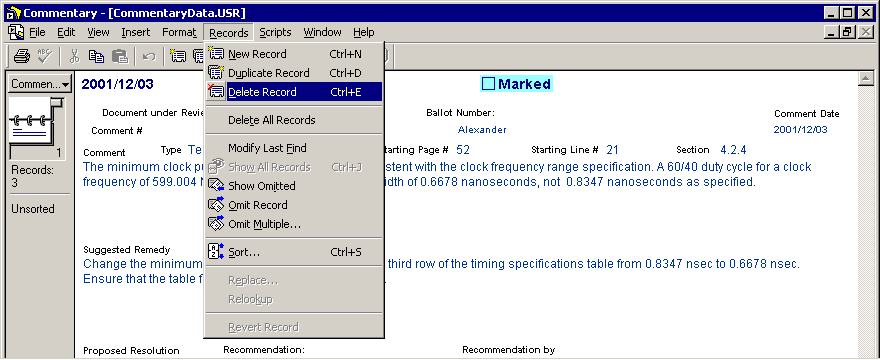 Commentary - [CommentaryData.USR]
File Edit View Insert Format Records Scripts Window Help
ABC
Commen...
1
Records:
3
Unsorted
New Record Ctrl+N
Duplicate Record Ctrl+D
Delete Record Ctrl+E
Delete All Records
Modify Last Find
Show All Records Ctrl+J
Show Omitted
Omit Record
Omit Multiple...
Sort... Ctrl+S
Replace...
Relookup
Revert Record
2001/12/03 Marked
Document under Revie Ballot Number: Comment Date
Comment # Alexander 2001/12/03
Comment Type Te tarting Page # 52 Starting Line # 21 Section 4.2.4
The minimum clock pu stent with the clock frequency range specification. A 60/40 duty cycle for a clock
frequency of 599.004 width of 0.6678 nanoseconds, not 0.8347 nanoseconds as specified.
Suggested Remedy
Change the minimum third row of the timing specifications table from 0.8347 nsec to 0.6678 nsec.
Ensure that the table f
Proposed Resolution Recommendation: Recommendation by